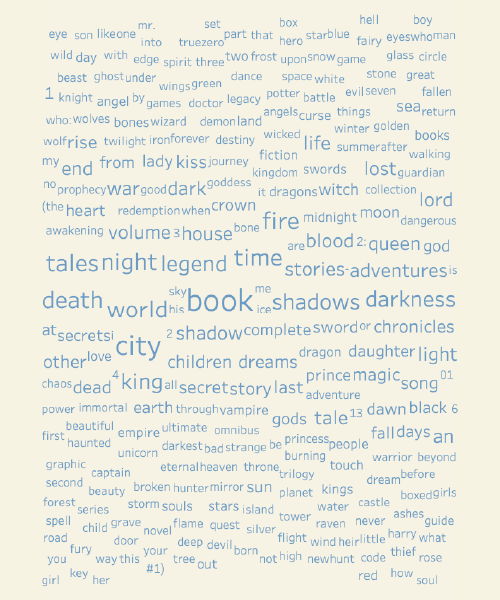 hell boy
mr. set box
eye son like one into true zero part that hero star blue fairy eyes who man
wild day with edge spirit three two frost upon snow game glass circle
beast ghost under wings green dance space white stone great
1 knight angel by games doctor legacy potter battle evil seven fallen
who: wolves bones wizard demon land angels curse things sea return
wolf rise twilight iron forever destiny wicked life winter golden books
summer after walking
my end from lady kiss journey fiction kingdom swords lost guardian
no prophecy war good dark goddess it dragons witch collection lord
(the heart redemption when crown fire midnight moon dangerous
awakening volume 3 house bone are blood 2: queen god
tales night legend time stories- adventures is
death world sky his book me ice shadows darkness
at secrets i city 2 shadow complete sword or chronicles
other love children dreams dragon daughter light
chaos dead 4 king all secret story last prince magic song 01
adventure
power immortal earth through vampire gods tale 13 dawn black 6
first beautiful haunted empire ultimate omnibus fall days an
unicorn darkest bad strange be princess people
graphic captain eternal heaven throne burning touch warrior beyond
second beauty broken hunter mirror sun trilogy planet kings dream before
forest series storm souls stars island water castle boxed girls
spell child grave novel flame quest silver tower raven never ashes guide
road door deep devil flight wind heir little harry what
you fury way this your tree born not high new hunt code thief rose
girl key her #1) out red how soul